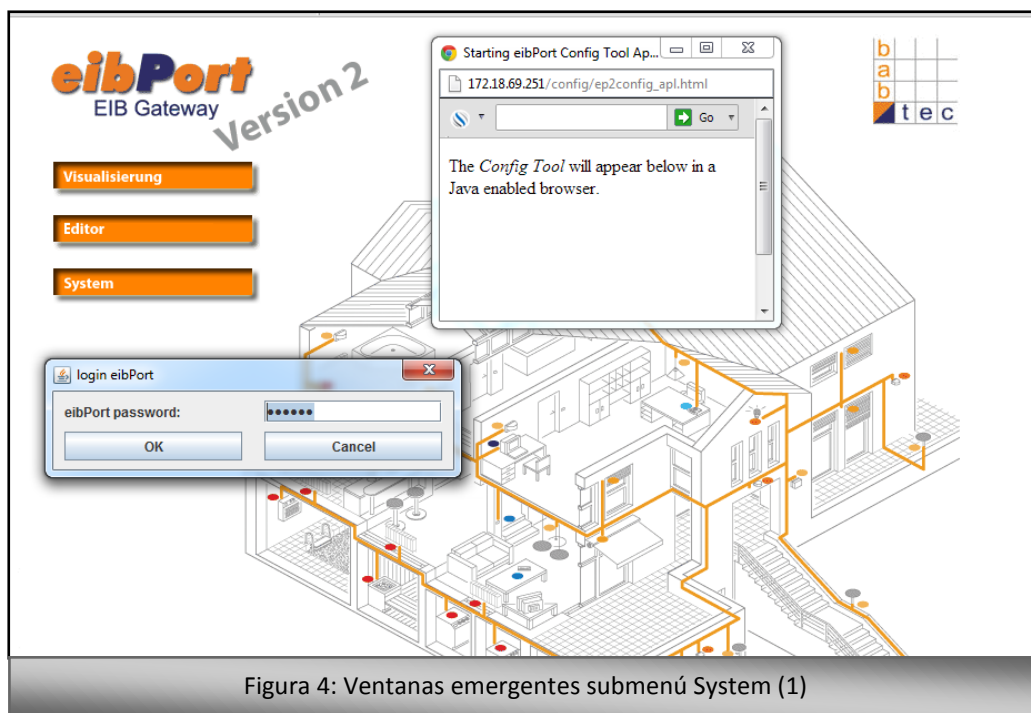 eibPort
EIB Gateway
Version 2
b
a
b
tec
Visualisierung
Editor
System
Starting eibPort Config Tool Ap...
172.18.69.251/config/ep2config_apl.html
Go
The Config Tool will appear below in a
Java enabled browser.
login eibPort
eibPort password:
••••••
OK
Cancel
Figura 4: Ventanas emergentes submenú System (1)